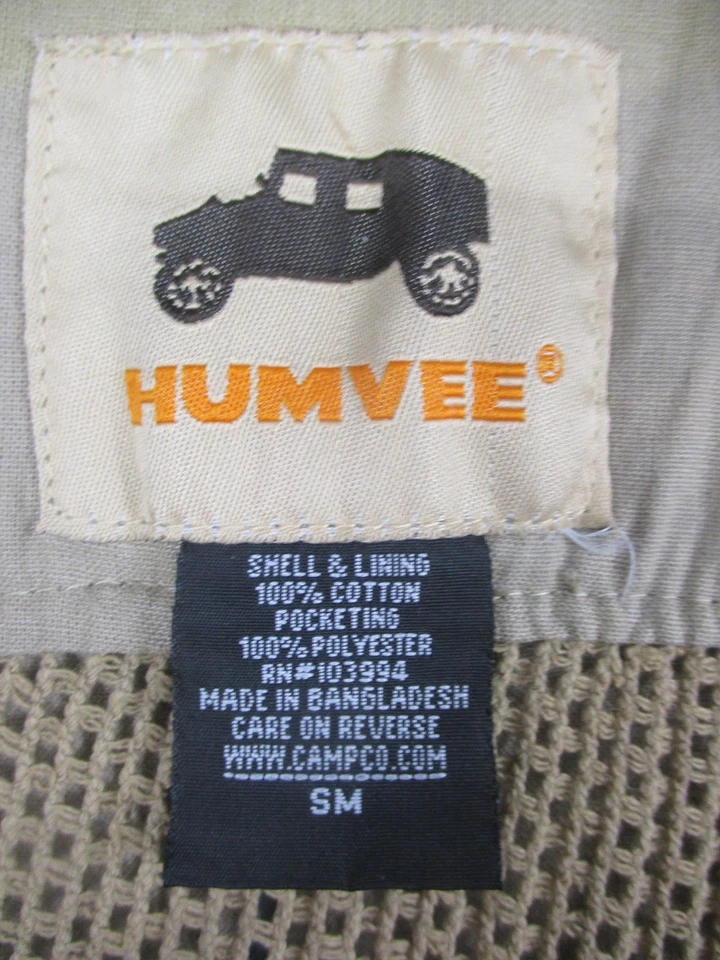 HUMVEE®
SHELL & LINING
100% COTTON
POCKETING
100% POLYESTER
RN#103994
MADE IN BANGLADESH
CARE ON REVERSE
WWW.CAMPCO.COM
SM